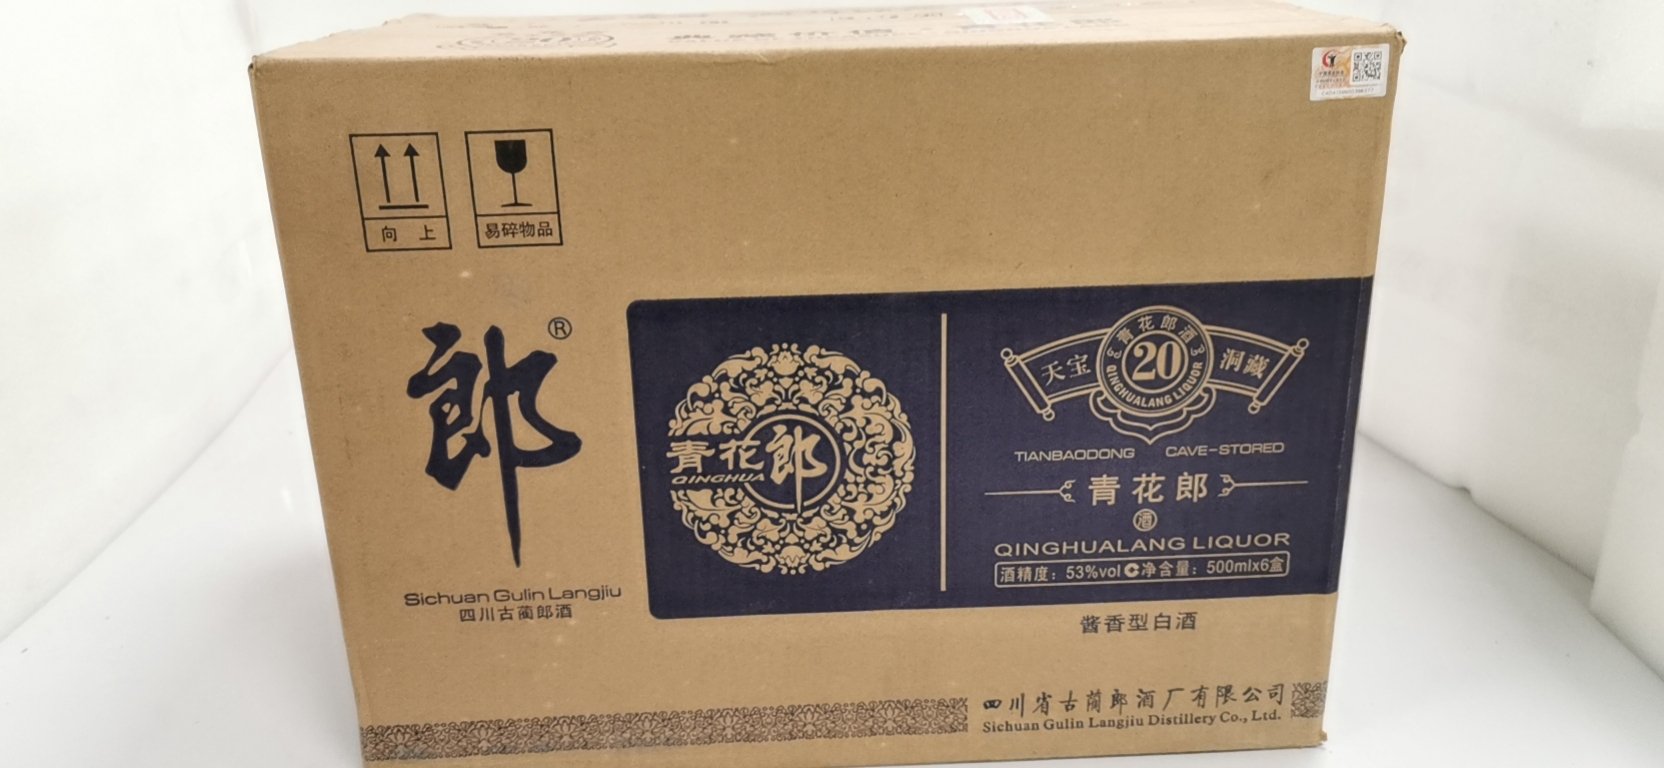 典藏价值
向 上
易碎物品
郎®
Sichuan Gulin Langjiu
四川古蔺郎酒
青花郎
QINGHUA
青花郎酒
天宝
20
洞藏
QINGHUALANG LIQUOR
TIANBAODONG CAVE-STORED
青花郎
酒
QINGHUALANG LIQUOR
酒精度：53%vol 净含量：500mlx6盒
酱香型白酒
四川省古蔺郎酒厂有限公司
Sichuan Gulin Langjiu Distillery Co., Ltd.